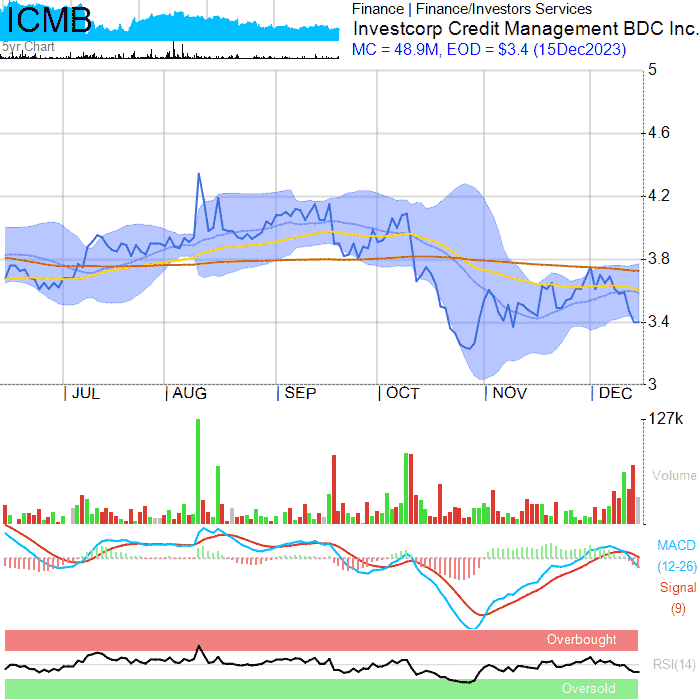 ICMB
5yr Chart
Finance | Finance/Investors Services
Investcorp Credit Management BDC Inc.
MC = 48.9M, EOD = $3.4 (15Dec2023)
5
4.6
4.2
3.8
3.4
3
| JUL | AUG | SEP | OCT | NOV | DEC
127k
Volume
MACD
(12-26)
Signal
(9)
Overbought
RSI(14)
Oversold